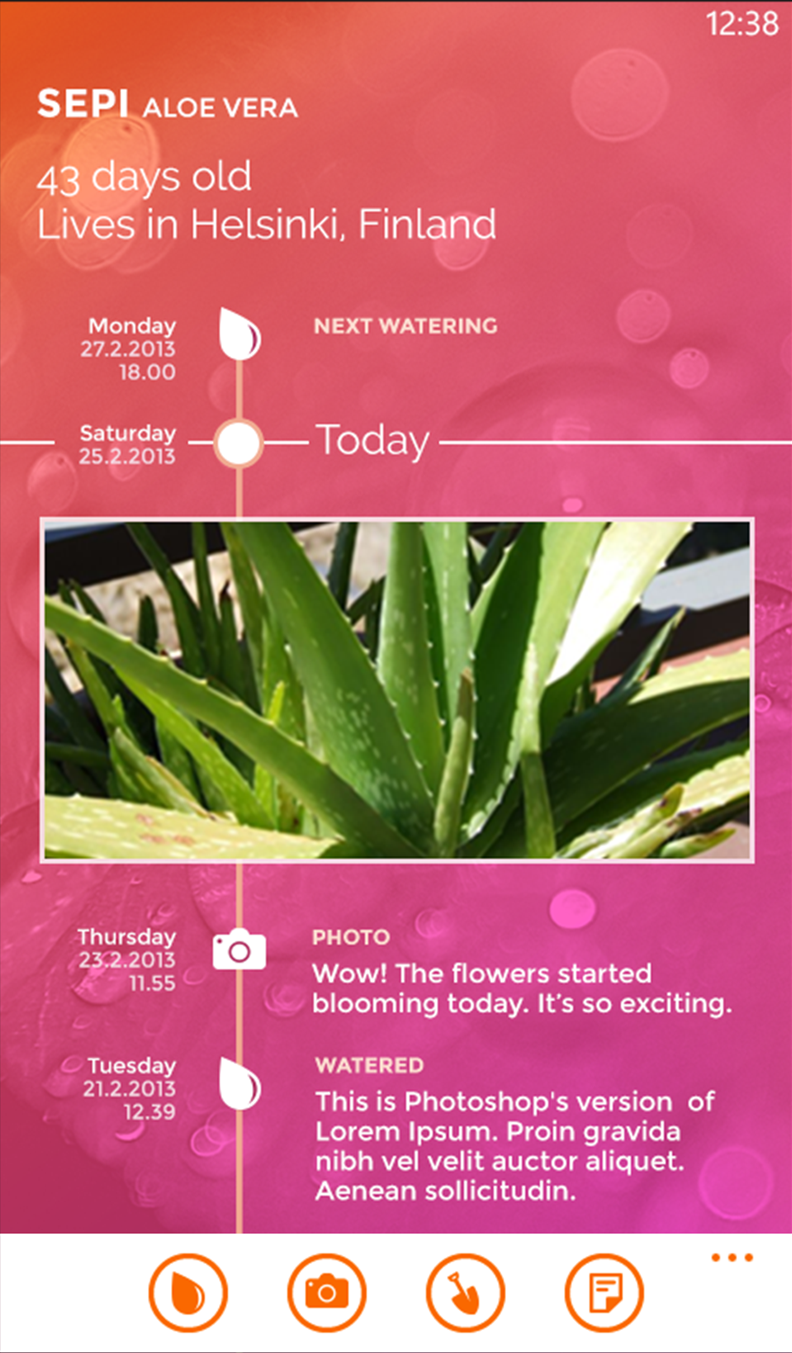 12:38
SEPI ALOE VERA
43 days old
Lives in Helsinki, Finland
Monday
27.2.2013
18.00
NEXT WATERING
Saturday
25.2.2013
Today
Thursday
23.2.2013
11.55
PHOTO
Wow! The flowers started
blooming today. It's so exciting.
Tuesday
21.2.2013
12.39
WATERED
This is Photoshop's version of
Lorem Ipsum. Proin gravida
nibh vel velit auctor aliquet.
Aenean sollicitudin.